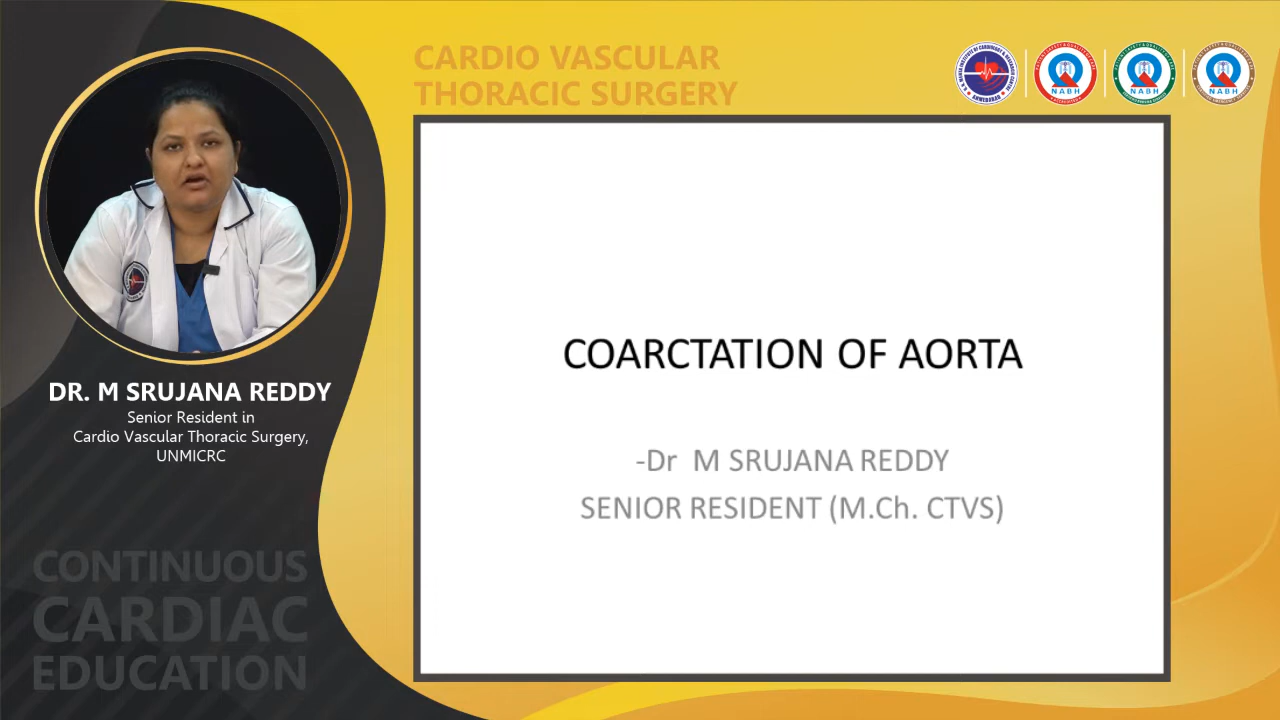 CARDIO VASCULAR
THORACIC SURGERY
NABH
NABH
NABH
COARCTATION OF AORTA
-Dr M SRUJANA REDDY
SENIOR RESIDENT (M.Ch. CTVS)
DR. M SRUJANA REDDY
Senior Resident in
Cardio Vascular Thoracic Surgery,
UNMICRC
CONTINUOUS
CARDIAC
EDUCATION